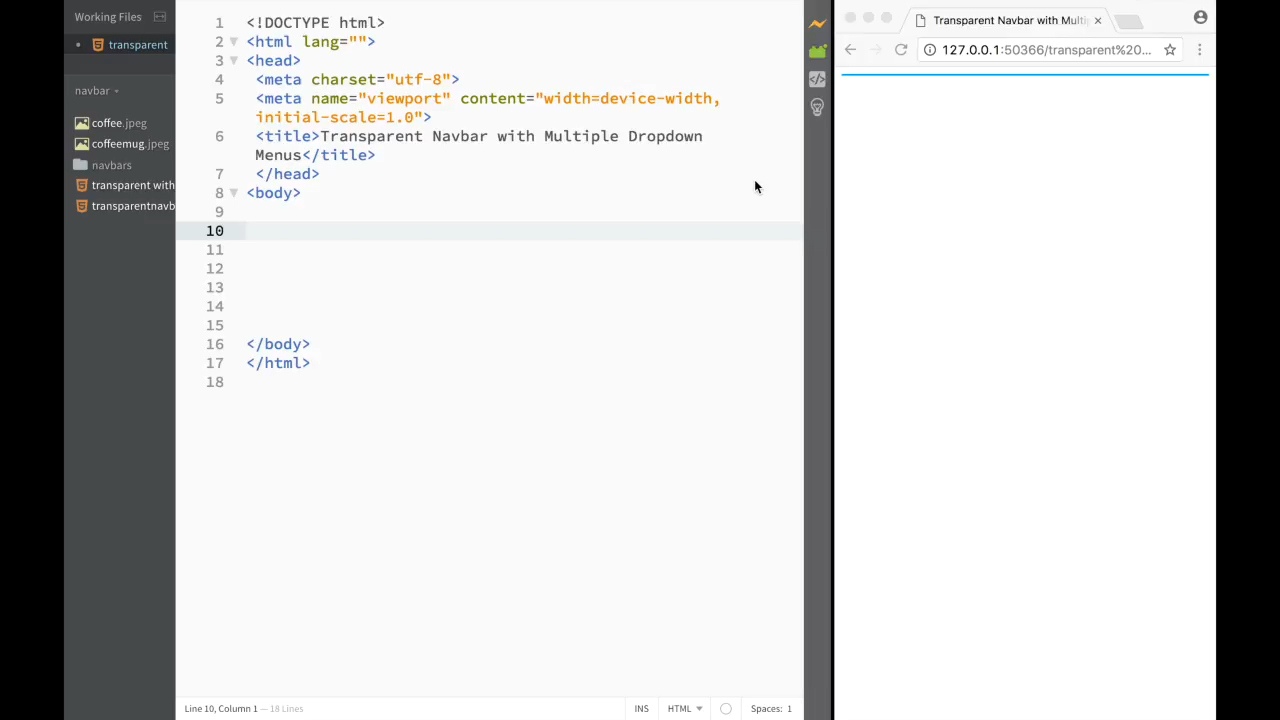 Working Files
transparent
navbar
coffee.jpeg
coffeemug.jpeg
navbars
transparent with
transparentnavb
1 <!DOCTYPE html>
2 <html lang="">
3 <head>
4 <meta charset="utf-8">
5 <meta name="viewport" content="width=device-width,
initial-scale=1.0">
6 <title>Transparent Navbar with Multiple Dropdown
Menus</title>
7 </head>
8 <body>
9
10
11
12
13
14
15
16 </body>
17 </html>
18
Line 10, Column 1 — 18 Lines
INS
HTML
Spaces: 1
Transparent Navbar with Multip
127.0.0.1:50366/transparent%20...